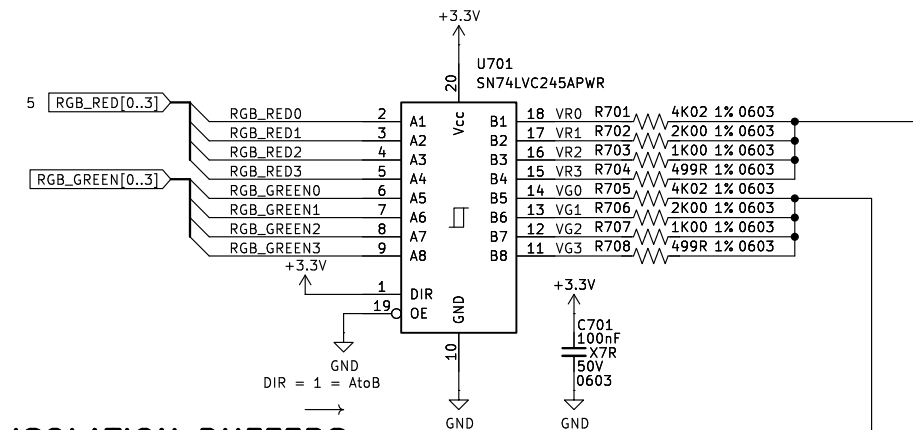 +3.3V
U701
SN74LVC245APWR
20
Vcc
5 RGB_RED[0..3]
RGB_RED0 2 A1 B1 18 VR0 R701 4K02 1% 0603
RGB_RED1 3 A2 B2 17 VR1 R702 2K00 1% 0603
RGB_RED2 4 A3 B3 16 VR2 R703 1K00 1% 0603
RGB_RED3 5 A4 B4 15 VR3 R704 499R 1% 0603
RGB_GREEN[0..3]
RGB_GREEN0 6 A5 B5 14 VG0 R705 4K02 1% 0603
RGB_GREEN1 7 A6 B6 13 VG1 R706 2K00 1% 0603
RGB_GREEN2 8 A7 B7 12 VG2 R707 1K00 1% 0603
RGB_GREEN3 9 A8 B8 11 VG3 R708 499R 1% 0603
+3.3V
1 DIR
19 OE
GND
10
GND
DIR = 1 = AtoB
+3.3V
C701
100nF
X7R
50V
0603
GND
GND
ISOLATION BUFFERS